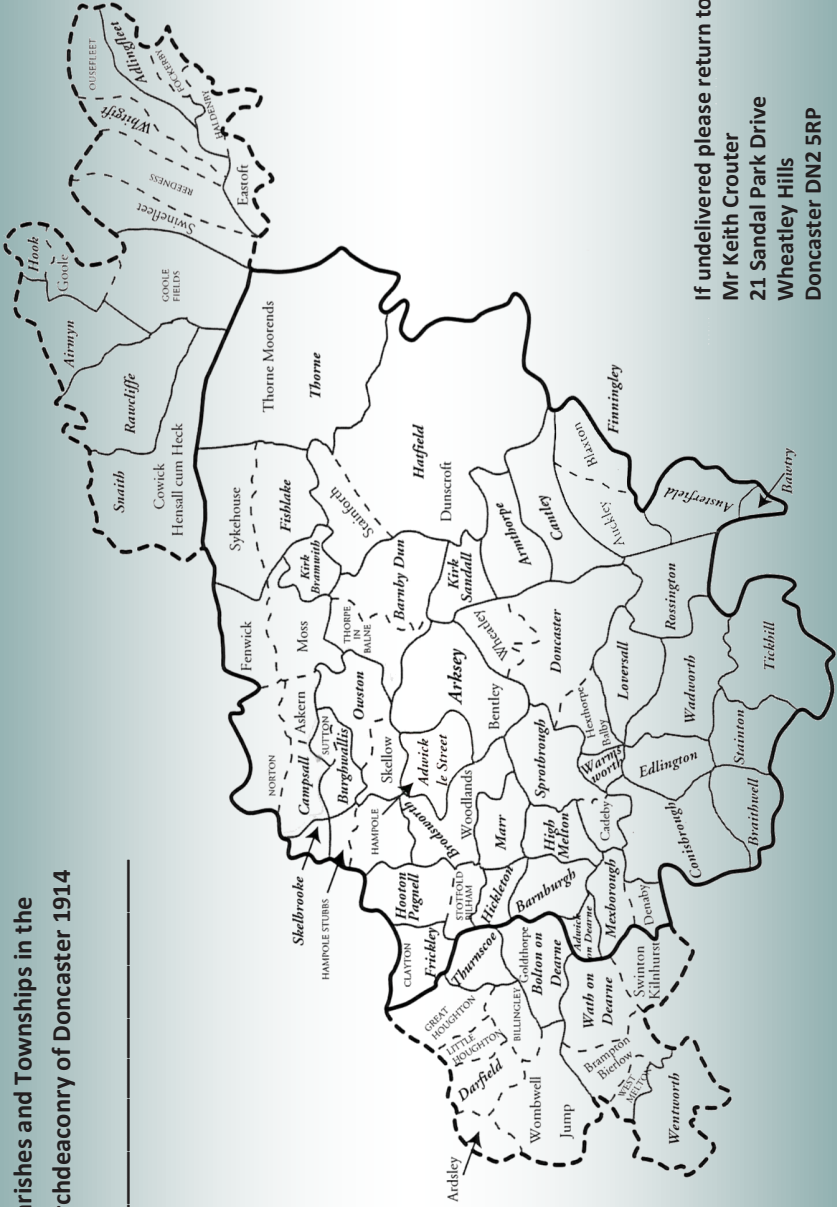 rishes and Townships in the
rchdeaconry of Doncaster 1914
OUSEFLEET
Adlingfleet
FOCKERBY
HALDENBY
Whitgift
REEDNESS
Swinefleet
Eastoft
Hook
Goole
Airmyn
GOOLE
FIELDS
Rawcliffe
Snaith
Cowick
Hensall cum Heck
Thorne Moorends
Thorne
Sykehouse
Fishlake
Stainforth
Hatfield
Dunscroft
Kirk
Bramwith
Fenwick
Moss
THORPE
IN
BALNE
Barnby Dun
Kirk
Sandall
Armthorpe
Cantley
Auckley
Blaxton
Finningley
Austerfield
Bawtry
NORTON
Askern
Campsall
SUTTON
Burghwallis
Owston
Skellow
Skelbrooke
HAMPOLE STUBBS
HAMPOLE
Adwick
le Street
Arksey
Bentley
Wheatley
Doncaster
Brodsworth
Woodlands
Marr
High
Melton
Sprotbrough
Hexthorpe
Balby
Warms
worth
Cadeby
Loversall
Rossington
Wadworth
Edlington
Stainton
Tickhill
Conisbrough
Braithwell
CLAYTON
Frickley
Hooton
Pagnell
STOTFOLD
BILHAM
Hickleton
Barnburgh
Adwick
on Dearne
Mexborough
Denaby
Thurnscoe
Goldthorpe
Bolton on
Dearne
GREAT
HOUGHTON
LITTLE
HOUGHTON
BILLINGLEY
Darfield
Wombwell
Jump
Ardsley
Wath on
Dearne
Swinton
Kilnhurst
Brampton
Bierlow
WEST
MELTON
Wentworth
If undelivered please return to
Mr Keith Crouter
21 Sandal Park Drive
Wheatley Hills
Doncaster DN2 5RP